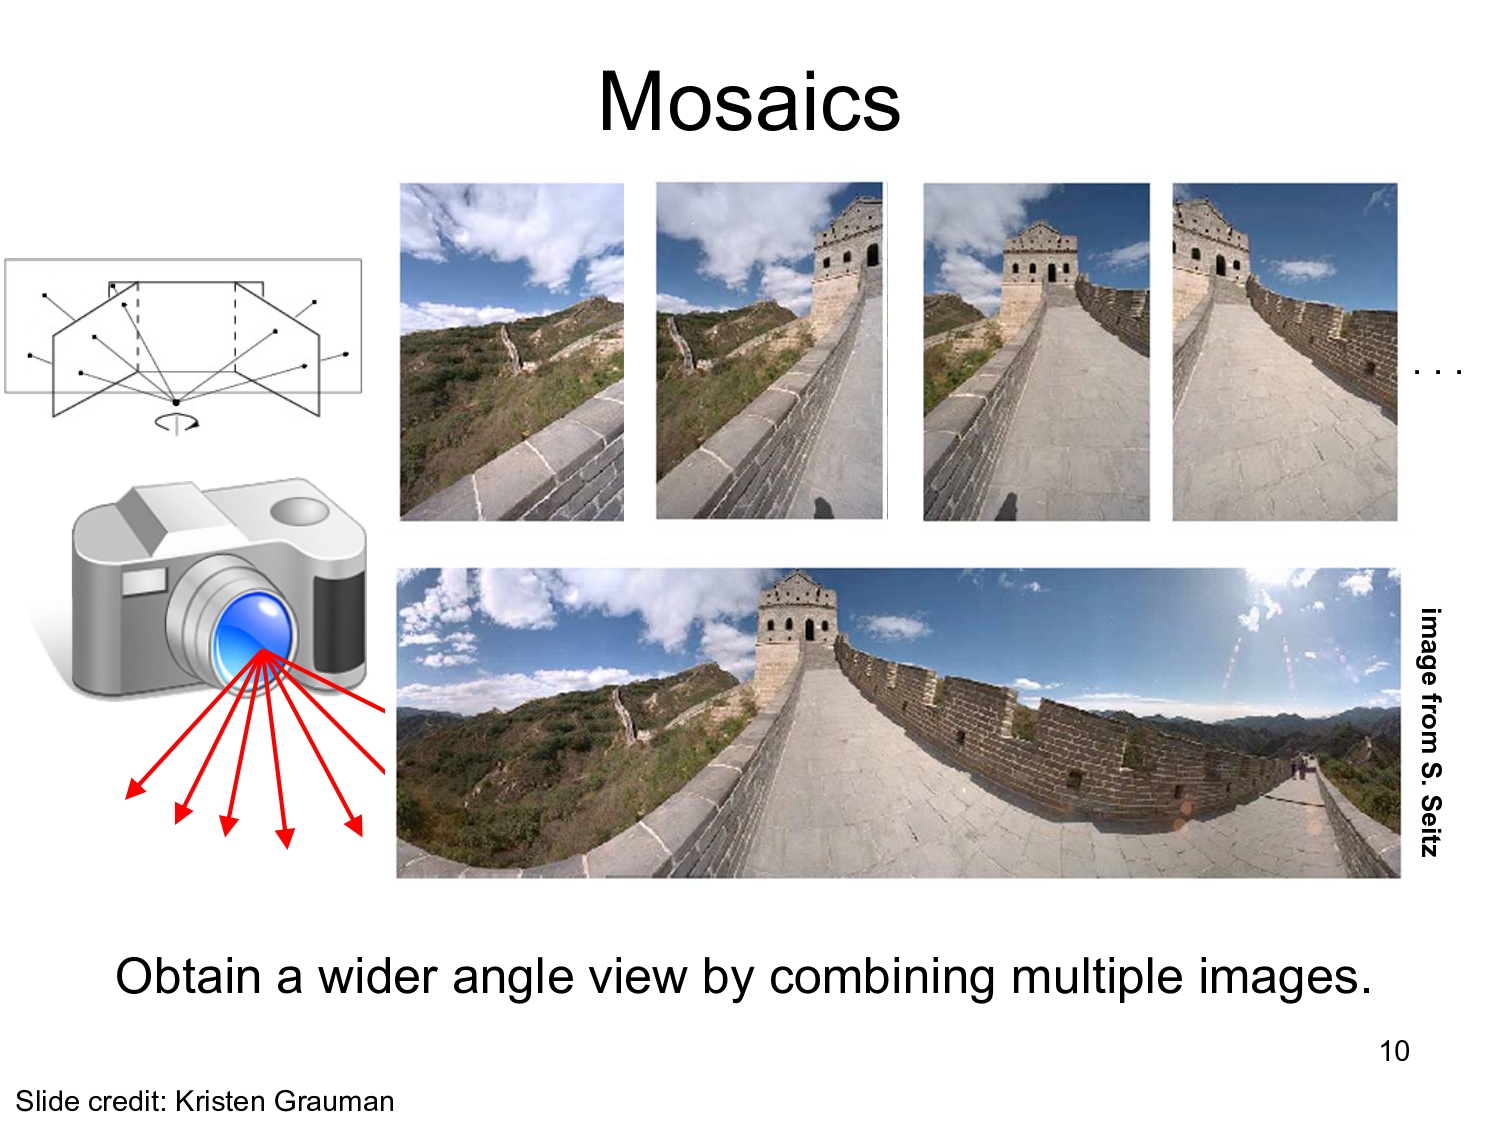 Mosaics
. . .
image from S. Seitz
Obtain a wider angle view by combining multiple images.
10
Slide credit: Kristen Grauman